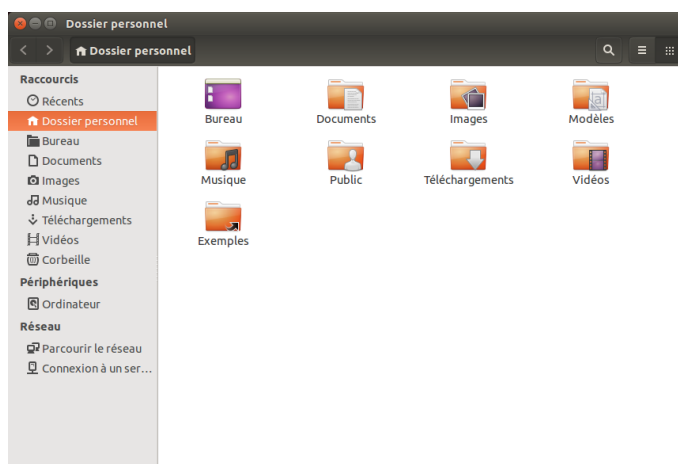 Dossier personnel
Dossier personnel
Raccourcis
Récents
Dossier personnel
Bureau
Documents
Images
Musique
Téléchargements
Vidéos
Corbeille
Périphériques
Ordinateur
Réseau
Parcourir le réseau
Connexion à un ser...
Bureau
Documents
Images
Modèles
Musique
Public
Téléchargements
Vidéos
Exemples